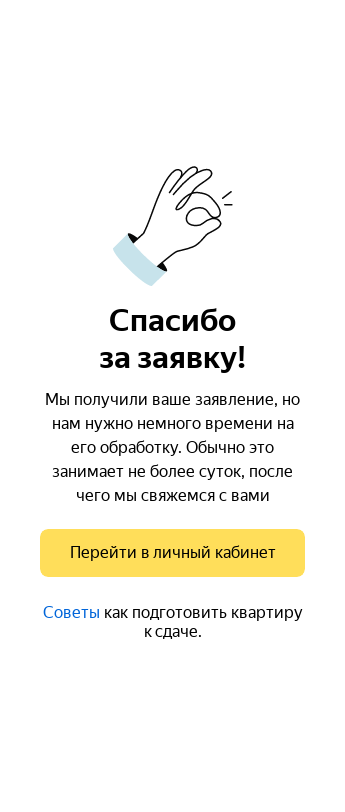 Спасибо
за заявку!
Мы получили ваше заявление, но
нам нужно немного времени на
его обработку. Обычно это
занимает не более суток, после
чего мы свяжемся с вами
Перейти в личный кабинет
Советы как подготовить квартиру
к сдаче.